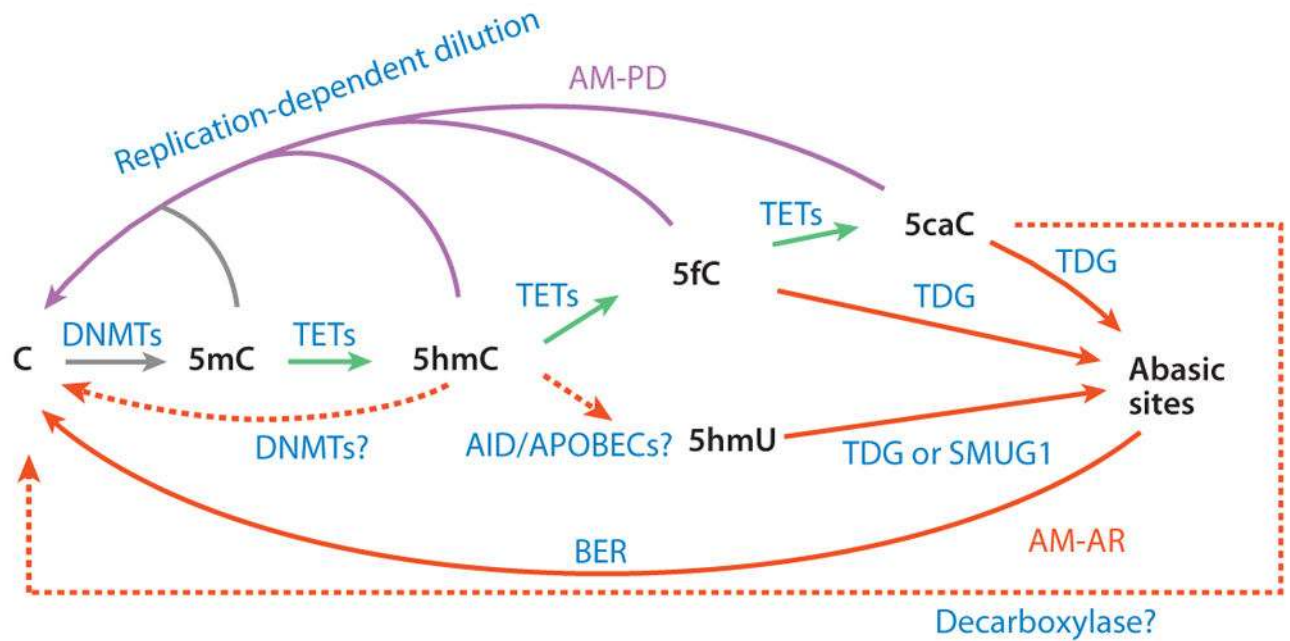 Replication-dependent dilution
AM-PD
TETs
5caC
5fC
TDG
TETs
TDG
DNMTs
TETs
C
5mC
5hmC
Abasic
sites
DNMTs?
AID/APOBECs?
5hmU
TDG or SMUG1
BER
AM-AR
Decarboxylase?